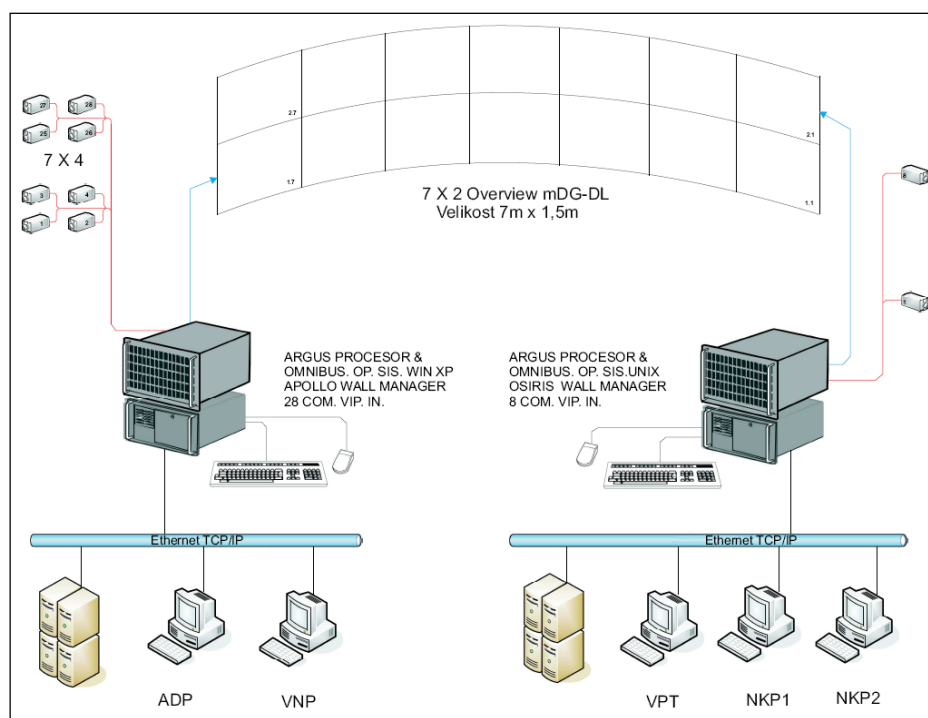 27
28
25
26
7 X 4
3
4
1
2
2.7
2.1
1.7
1.1
7 X 2 Overview mDG-DL
Velikost 7m x 1,5m
8
ARGUS PROCESOR &
OMNIBUS. OP. SIS. WIN XP
APOLLO WALL MANAGER
28 COM. VIP. IN.
ARGUS PROCESOR &
OMNIBUS. OP. SIS.UNIX
OSIRIS WALL MANAGER
8 COM. VIP. IN.
Ethernet TCP/IP
Ethernet TCP/IP
ADP
VNP
VPT
NKP1
NKP2